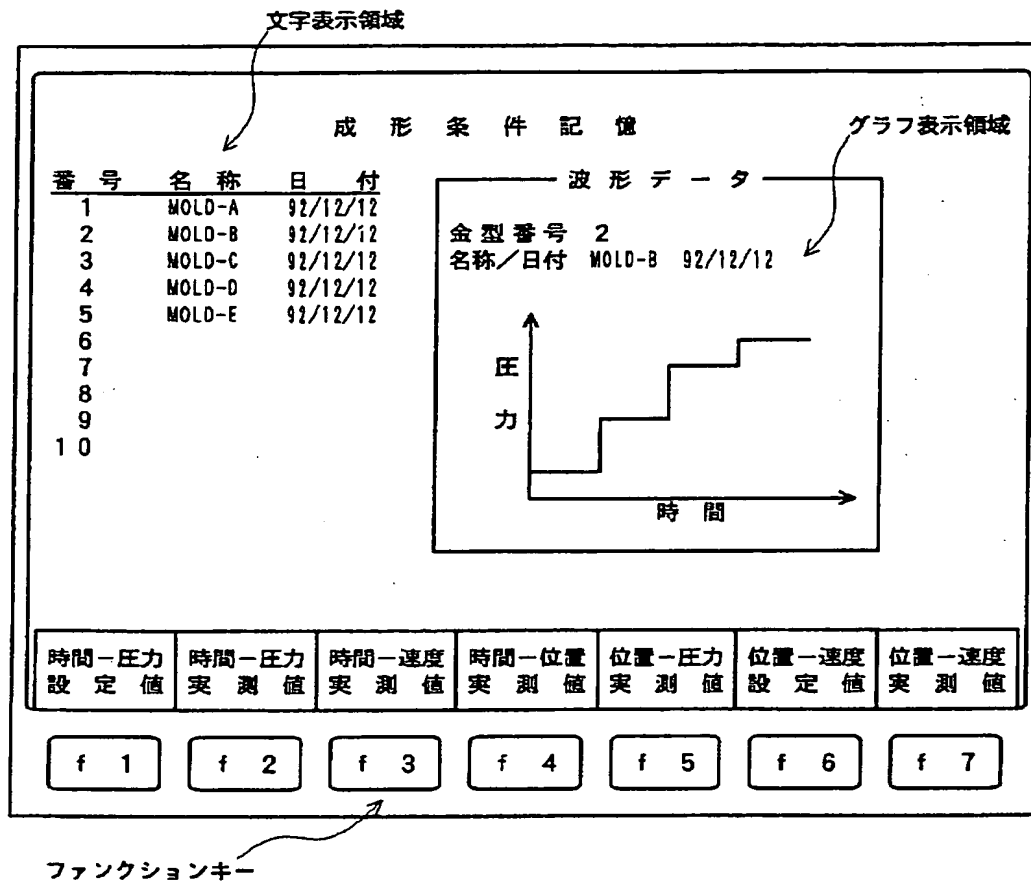 文字表示領域
成形条件記憶
グラフ表示領域
番号 名称 日付
1 MOLD-A 92/12/12
2 MOLD-B 92/12/12
3 MOLD-C 92/12/12
4 MOLD-D 92/12/12
5 MOLD-E 92/12/12
6
7
8
9
10
波形データ
金型番号 2
名称/日付 MOLD-B 92/12/12
圧力
時間
時間-圧力 設定値
時間-圧力 実測値
時間-速度 実測値
時間-位置 実測値
位置-圧力 実測値
位置-速度 設定値
位置-速度 実測値
f 1 f 2 f 3 f 4 f 5 f 6 f 7
ファンクションキー